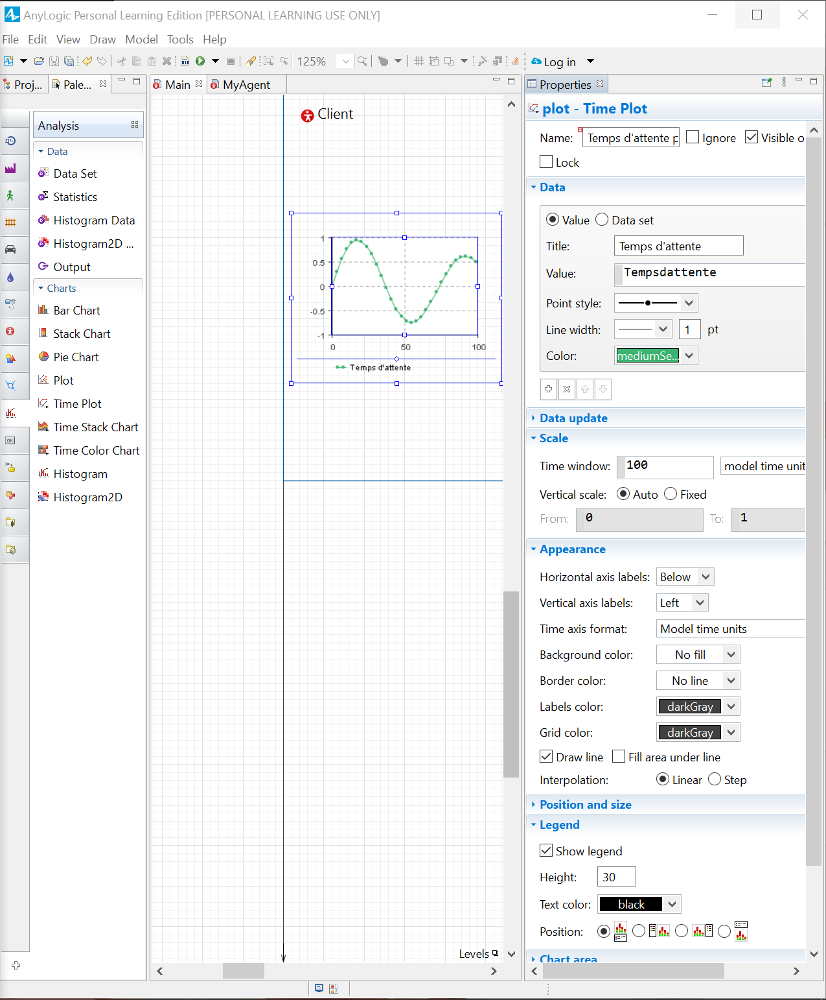 AnyLogic Personal Learning Edition [PERSONAL LEARNING USE ONLY]
File Edit View Draw Model Tools Help
125%
Log in
Proj...
Pale...
Main
MyAgent
Properties
Analysis
Data
Data Set
Statistics
Histogram Data
Histogram2D ...
Output
Charts
Bar Chart
Stack Chart
Pie Chart
Plot
Time Plot
Time Stack Chart
Time Color Chart
Histogram
Histogram2D
OK
Client
1
0.5
0
-0.5
-1
0 50 100
Temps d'attente
Levels
plot - Time Plot
Name: Temps d'attente p Ignore Visible o
Lock
Data
Value Data set
Title: Temps d'attente
Value: Tempsdattente
Point style:
Line width: 1 pt
Color: mediumSe...
Data update
Scale
Time window: 100 model time unit
Vertical scale: Auto Fixed
From: 0 To: 1
Appearance
Horizontal axis labels: Below
Vertical axis labels: Left
Time axis format: Model time units
Background color: No fill
Border color: No line
Labels color: darkGray
Grid color: darkGray
Draw line Fill area under line
Interpolation: Linear Step
Position and size
Legend
Show legend
Height: 30
Text color: black
Position:
Chart area